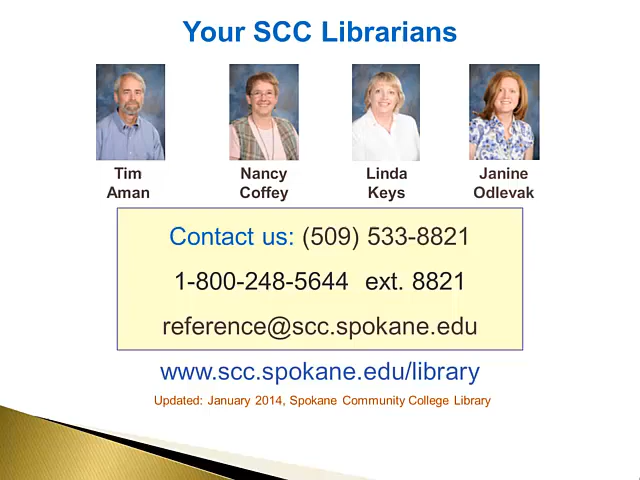 Your SCC Librarians
Tim Aman
Nancy Coffey
Linda Keys
Janine Odlevak
Contact us: (509) 533-8821
1-800-248-5644 ext. 8821
reference@scc.spokane.edu
www.scc.spokane.edu/library
Updated: January 2014, Spokane Community College Library